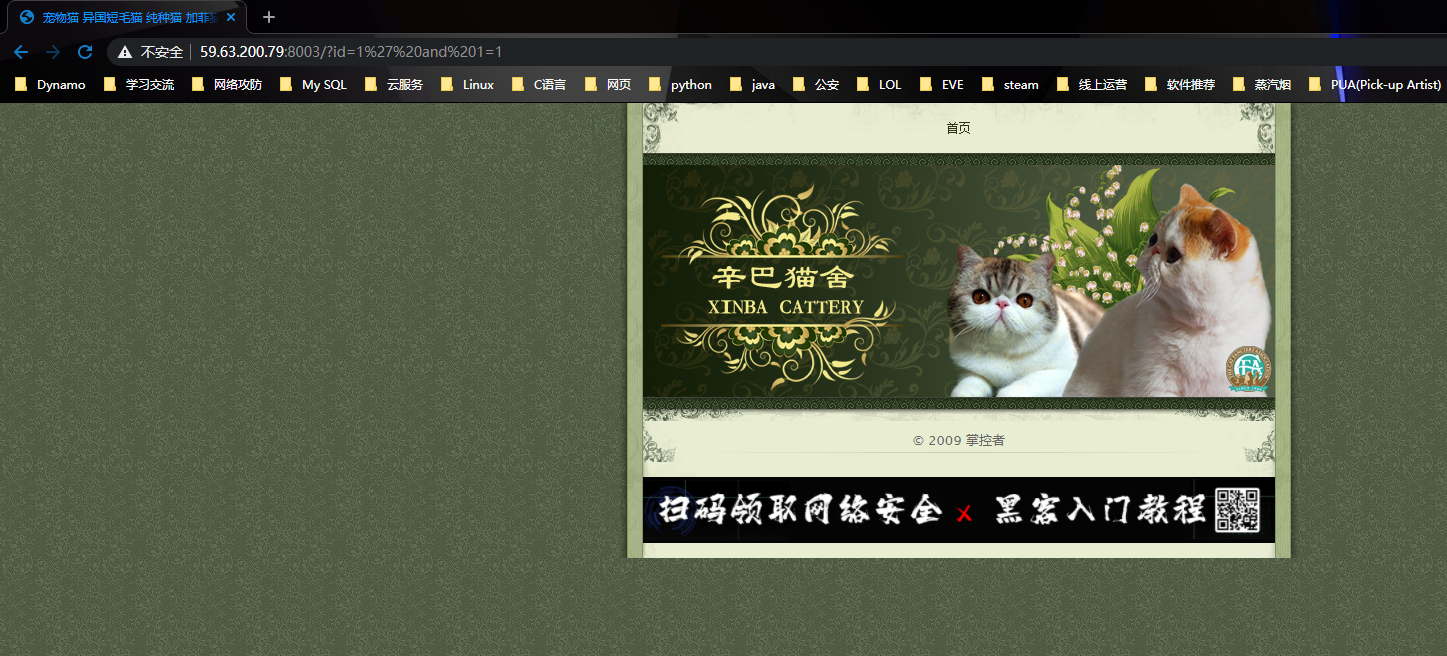 宠物猫 异国短毛猫 纯种猫 加菲猫
不安全 59.63.200.79:8003/?id=1%27%20and%201=1
Dynamo 学习交流 网络攻防 My SQL 云服务 Linux C语言 网页 python java 公安 LOL EVE steam 线上运营 软件推荐 蒸汽烟 PUA(Pick-up Artist)
首页
辛巴猫舍
XINBA CATTERY
CFA
© 2009 掌控者
扫码领取网络安全 x 黑客入门教程